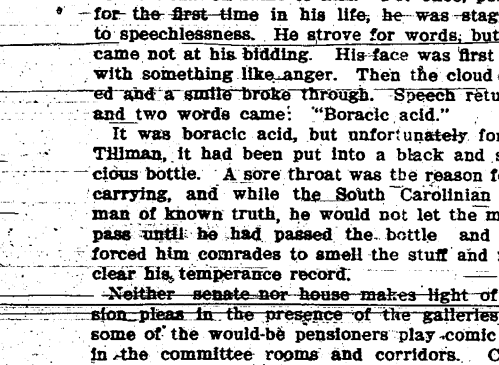 for the first time in his life, he was stag
to speechlessness. He strove for words, but
came not at his bidding. His face was first
with something like anger. Then the cloud
ed and a smile broke through. Speech retu
and two words came: "Boracic acid."
It was boracic acid, but unfortunately for
Tillman, it had been put into a black and s
cious bottle. A sore throat was the reason f
carrying, and while the South Carolinian
man of known truth, he would not let the m
pass until he had passed the bottle and
forced him comrades to smell the stuff and
clear his temperance record.
Neither senate nor house makes light of
sion pleas in the presence of the galleries
some of the would-be pensioners play comic
in the committee rooms and corridors. C